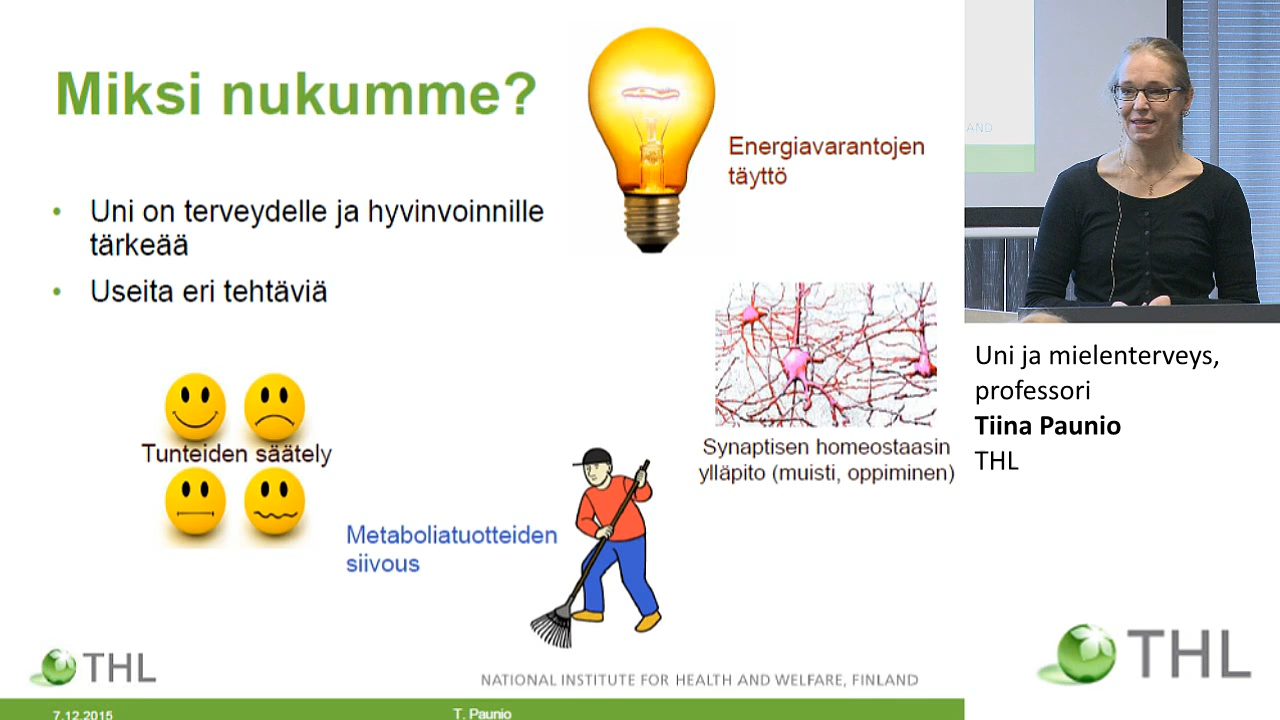 Miksi nukumme?
Energiavarantojen
täyttö
• Uni on terveydelle ja hyvinvoinnille
tärkeää
• Useita eri tehtäviä
Synaptisen homeostaasin
ylläpito (muisti, oppiminen)
Tunteiden säätely
Metaboliatuotteiden
siivous
THL
NATIONAL INSTITUTE FOR HEALTH AND WELFARE, FINLAND
7.12.2015
T. Paunio
AND
Uni ja mielenterveys,
professori
Tiina Paunio
THL
THL